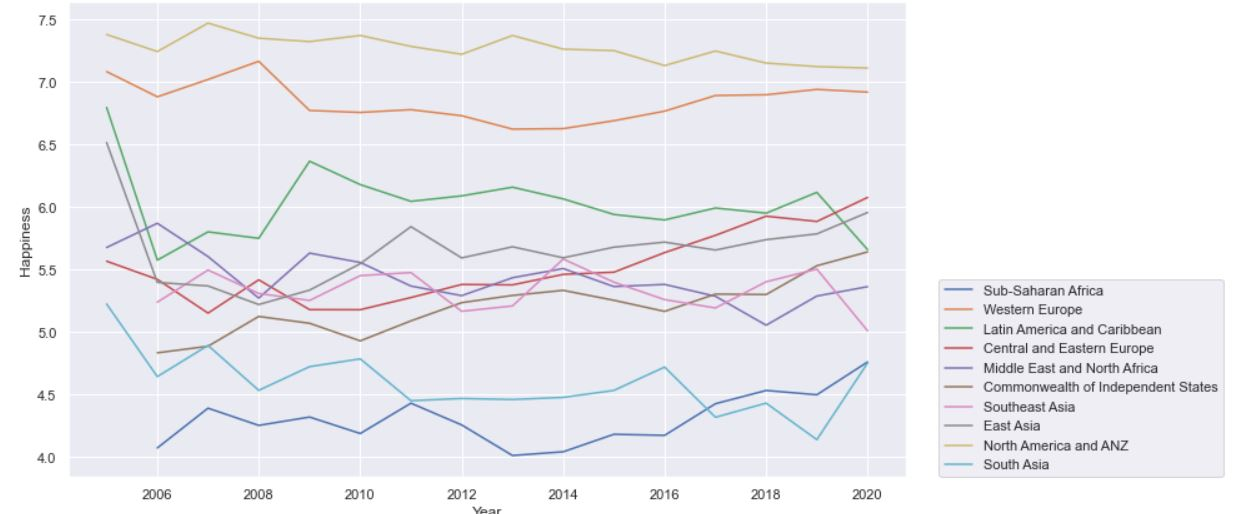 7.5
7.0
6.5
6.0
5.5
5.0
4.5
4.0
Happiness
2006 2008 2010 2012 2014 2016 2018 2020
Year
Sub-Saharan Africa
Western Europe
Latin America and Caribbean
Central and Eastern Europe
Middle East and North Africa
Commonwealth of Independent States
Southeast Asia
East Asia
North America and ANZ
South Asia